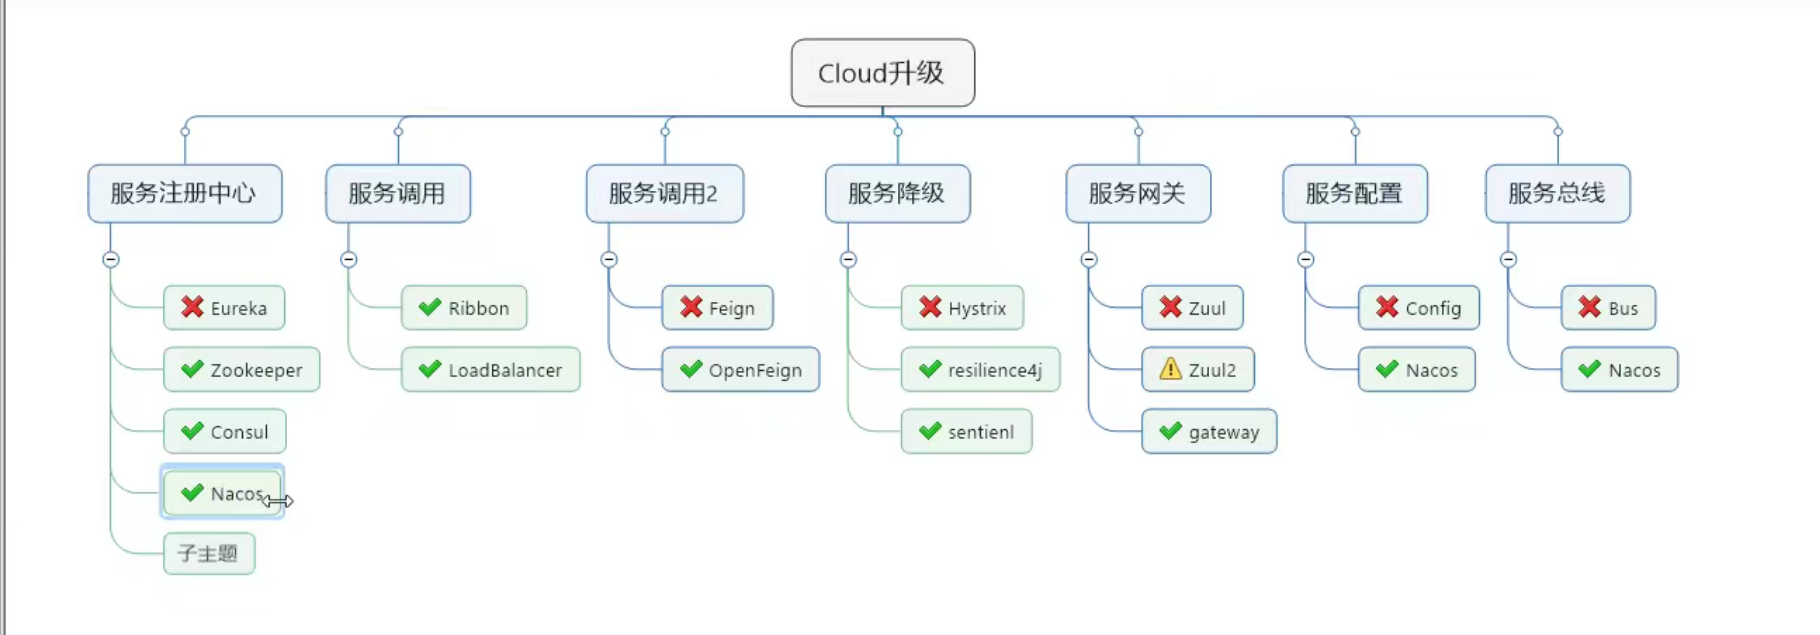 Cloud升级
服务注册中心
服务调用
服务调用2
服务降级
服务网关
服务配置
服务总线
Eureka
Zookeeper
Consul
Nacos
子主题
Ribbon
LoadBalancer
Feign
OpenFeign
Hystrix
resilience4j
sentienl
Zuul
Zuul2
gateway
Config
Nacos
Bus
Nacos